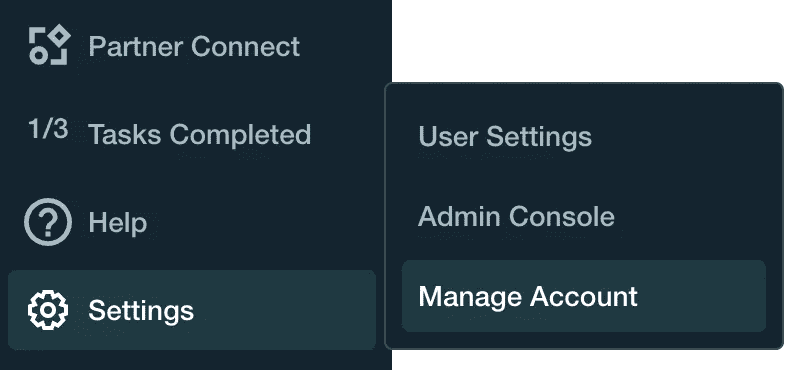 Partner Connect
1/3 Tasks Completed
Help
Settings
User Settings
Admin Console
Manage Account